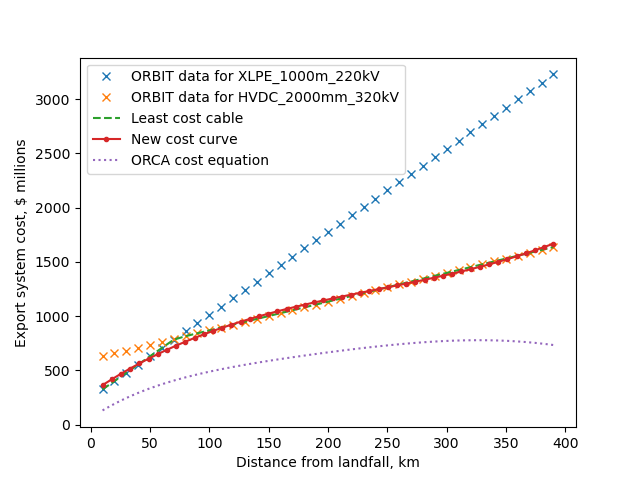 ORBIT data for XLPE_1000m_220kV
ORBIT data for HVDC_2000mm_320kV
Least cost cable
New cost curve
ORCA cost equation
Export system cost, $ millions
3000
2500
2000
1500
1000
500
0
0 50 100 150 200 250 300 350 400
Distance from landfall, km